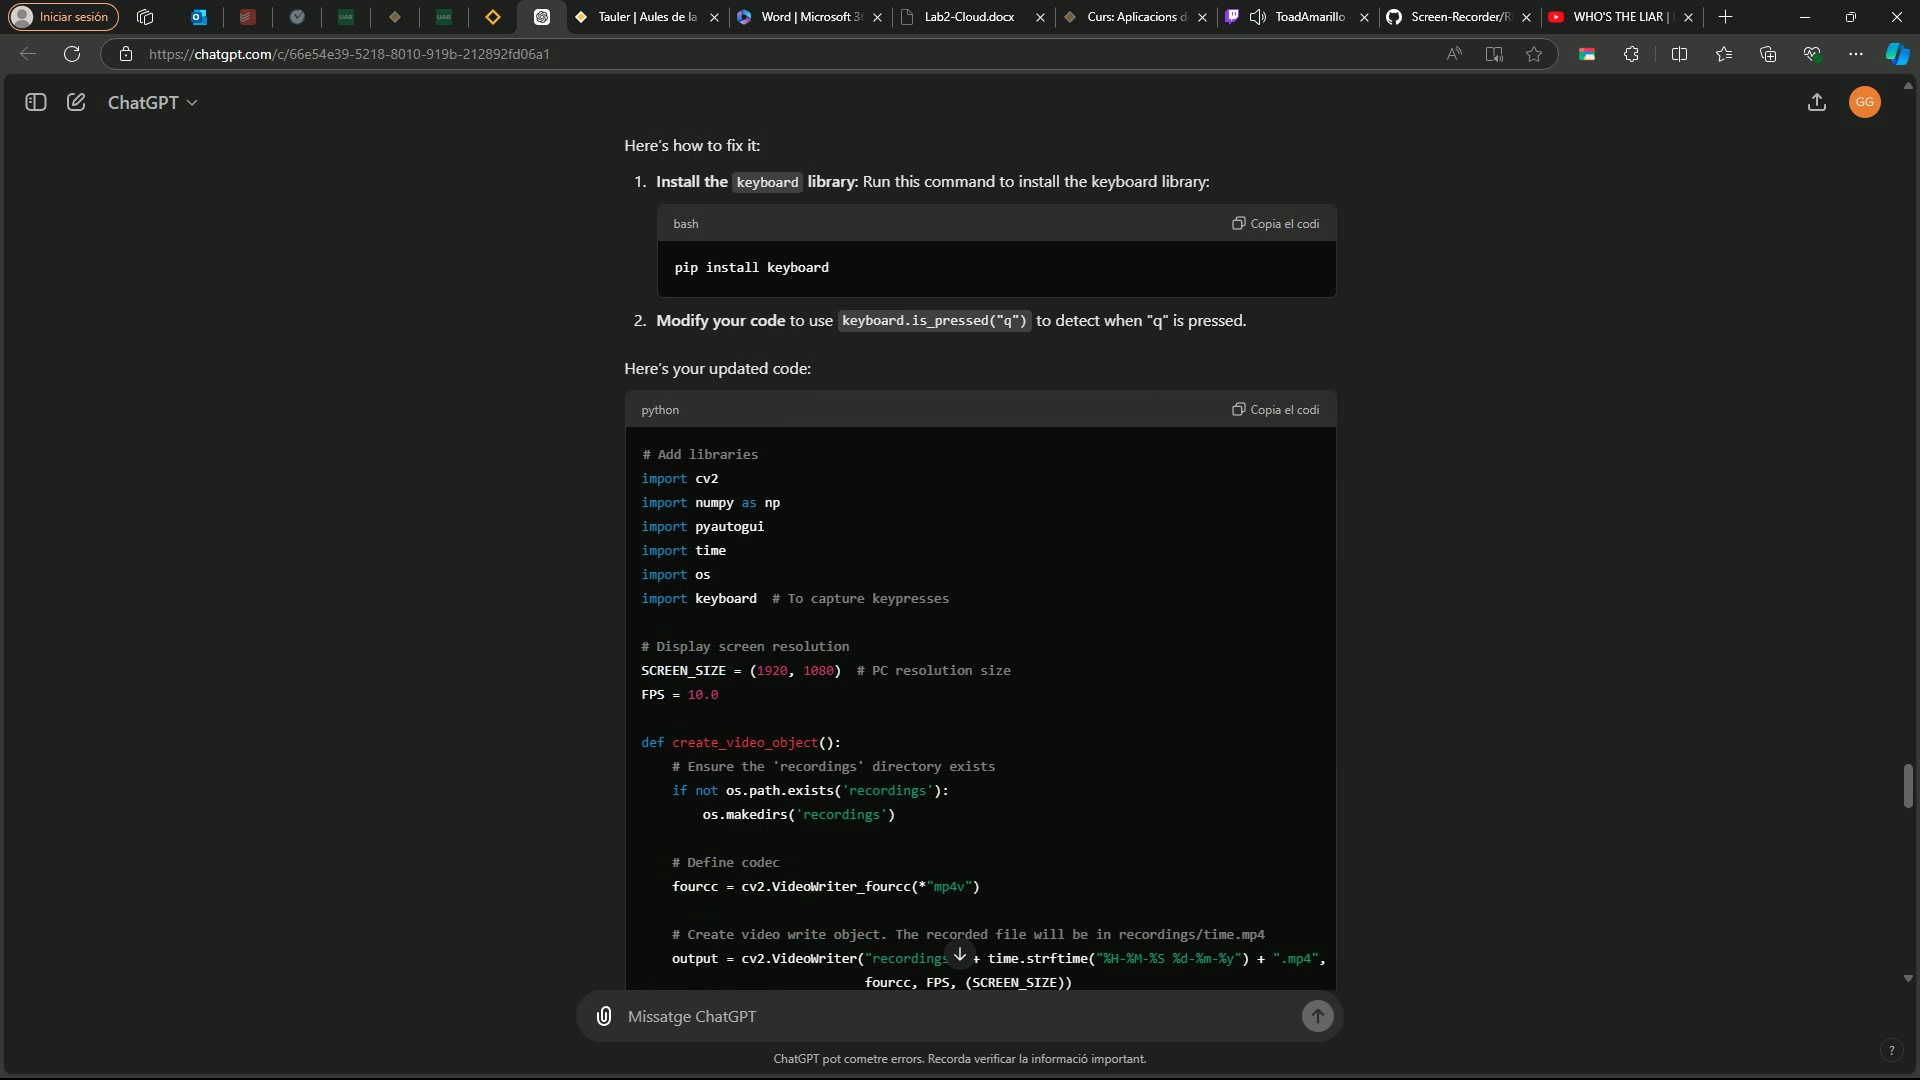 Iniciar sesión
UAB
UAB
Tauler | Aules de la
Word | Microsoft 3
Lab2-Cloud.docx
Curs: Aplicacions d
ToadAmarillo
Screen-Recorder/R
WHO'S THE LIAR |
https://chatgpt.com/c/66e54e39-5218-8010-919b-212892fd06a1
ChatGPT
GG
Here's how to fix it:
1. Install the keyboard library: Run this command to install the keyboard library:
bash
Copia el codi
pip install keyboard
2. Modify your code to use keyboard.is_pressed("q") to detect when "q" is pressed.
Here's your updated code:
python
Copia el codi
# Add libraries
import cv2
import numpy as np
import pyautogui
import time
import os
import keyboard # To capture keypresses
# Display screen resolution
SCREEN_SIZE = (1920, 1080) # PC resolution size
FPS = 10.0
def create_video_object():
# Ensure the 'recordings' directory exists
if not os.path.exists('recordings'):
os.makedirs('recordings')
# Define codec
fourcc = cv2.VideoWriter_fourcc(*"mp4v")
# Create video write object. The recorded file will be in recordings/time.mp4
output = cv2.VideoWriter("recordings + time.strftime("%H-%M-%S %d-%m-%y") + ".mp4",
fourcc, FPS, (SCREEN_SIZE))
Missatge ChatGPT
ChatGPT pot cometre errors. Recorda verificar la informació important.
?